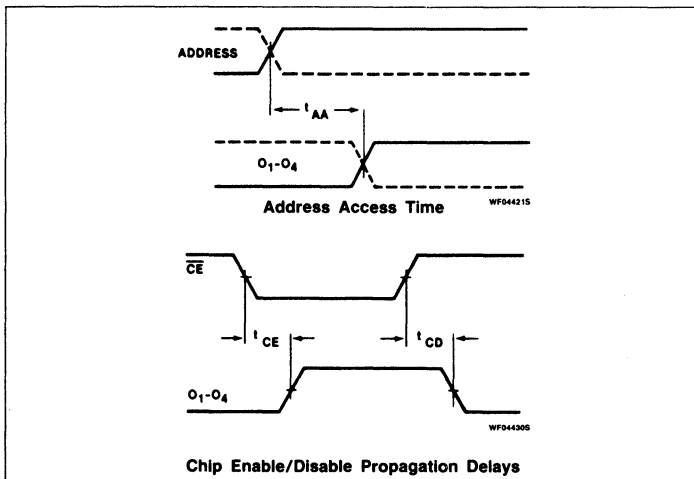 ADDRESS
t AA
O1-O4
WF04421S
Address Access Time
CE
t CE
t CD
O1-O4
WF04430S
Chip Enable/Disable Propagation Delays